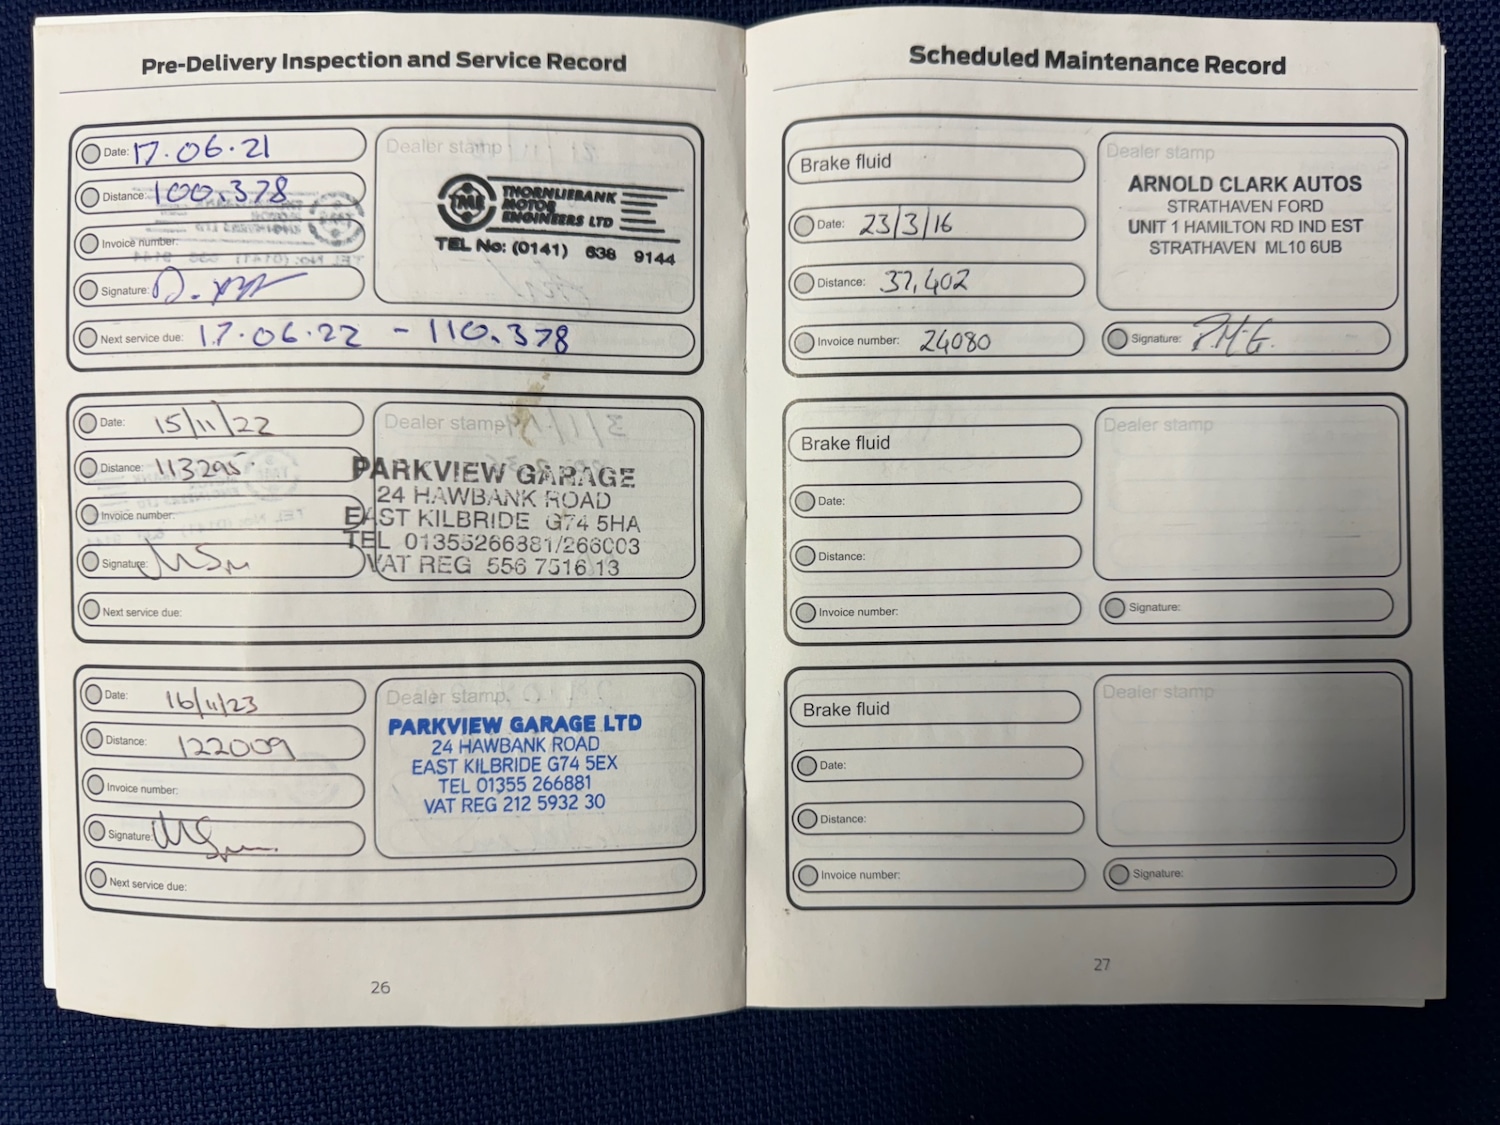 Pre-Delivery Inspection and Service Record
Date: 17.06.21
Distance: 100,378
Invoice number:
Signature:
Next service due: 17.06.22 - 110,378
Dealer stamp
TME
THORNLIEBANK
MOTOR
ENGINEERS LTD
TEL No: (0141) 638 9144
Date: 15/11/22
Distance: 113295
Invoice number:
Signature:
Next service due:
Dealer stamp
PARKVIEW GARAGE
24 HAWBANK ROAD
EAST KILBRIDE G74 5HA
TEL 01355266881/266003
VAT REG 556 7516 13
Date: 16/11/23
Distance: 122009
Invoice number:
Signature:
Next service due:
Dealer stamp
PARKVIEW GARAGE LTD
24 HAWBANK ROAD
EAST KILBRIDE G74 5EX
TEL 01355 266881
VAT REG 212 5932 30
26
Scheduled Maintenance Record
Brake fluid
Date: 23/3/16
Distance: 37,402
Invoice number: 24080
Dealer stamp
ARNOLD CLARK AUTOS
STRATHAVEN FORD
UNIT 1 HAMILTON RD IND EST
STRATHAVEN ML10 6UB
Signature:
Brake fluid
Date:
Distance:
Invoice number:
Dealer stamp
Signature:
Brake fluid
Date:
Distance:
Invoice number:
Dealer stamp
Signature:
27